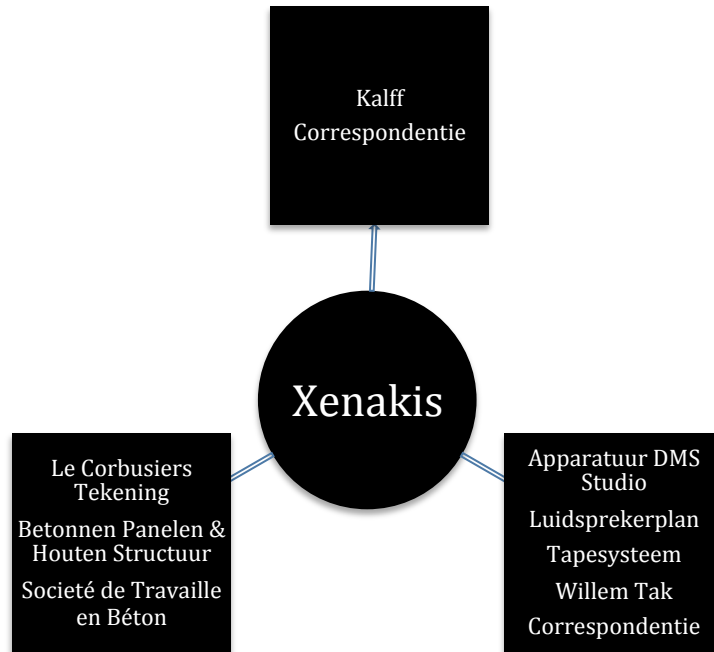 Kalff
Correspondentie
Xenakis
Le Corbusiers
Tekening
Betonnen Panelen &
Houten Structuur
Societé de Travaille
en Béton
Apparatuur DMS
Studio
Luidsprekerplan
Tapesysteem
Willem Tak
Correspondentie